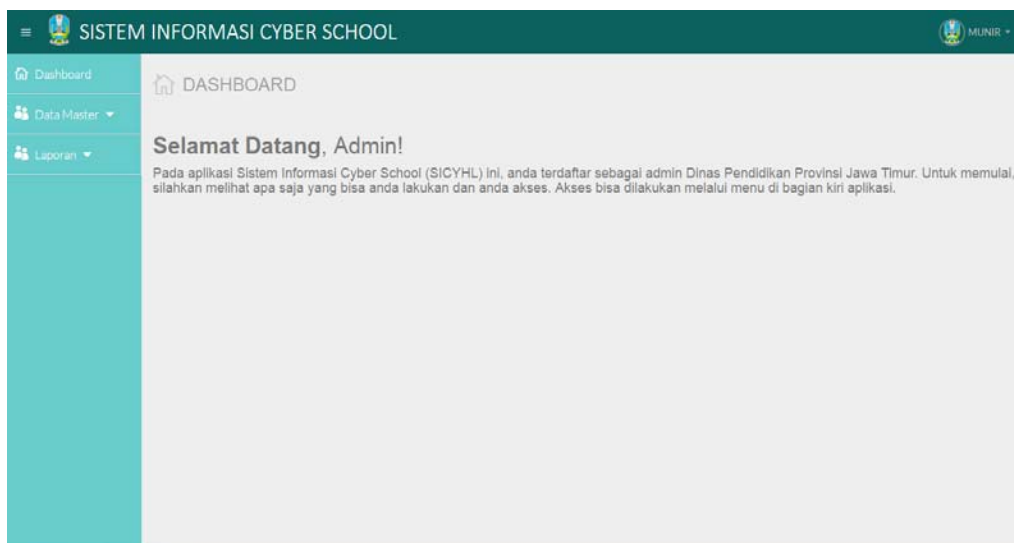 SISTEM INFORMASI CYBER SCHOOL
MUNIR
Dashboard
Data Master
Laporan
DASHBOARD
Selamat Datang, Admin!
Pada aplikasi Sistem Informasi Cyber School (SICYHL) ini, anda terdaftar sebagai admin Dinas Pendidikan Provinsi Jawa Timur. Untuk memulai,
silahkan melihat apa saja yang bisa anda lakukan dan anda akses. Akses bisa dilakukan melalui menu di bagian kiri aplikasi.